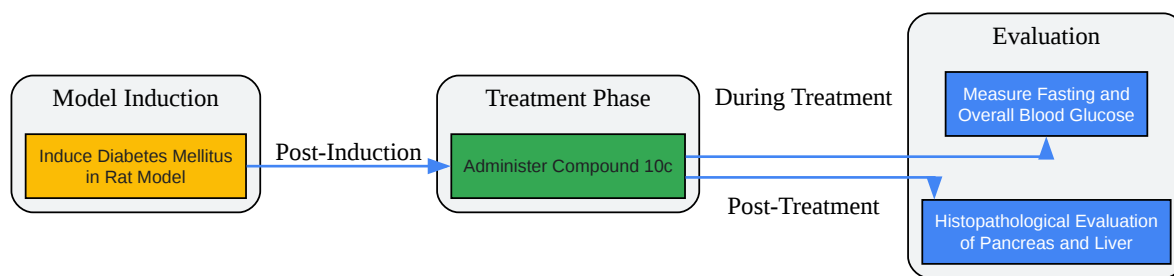 Model Induction
Induce Diabetes Mellitus
in Rat Model
Post-Induction
Treatment Phase
Administer Compound 10c
During Treatment
Post-Treatment
Evaluation
Measure Fasting and
Overall Blood Glucose
Histopathological Evaluation
of Pancreas and Liver